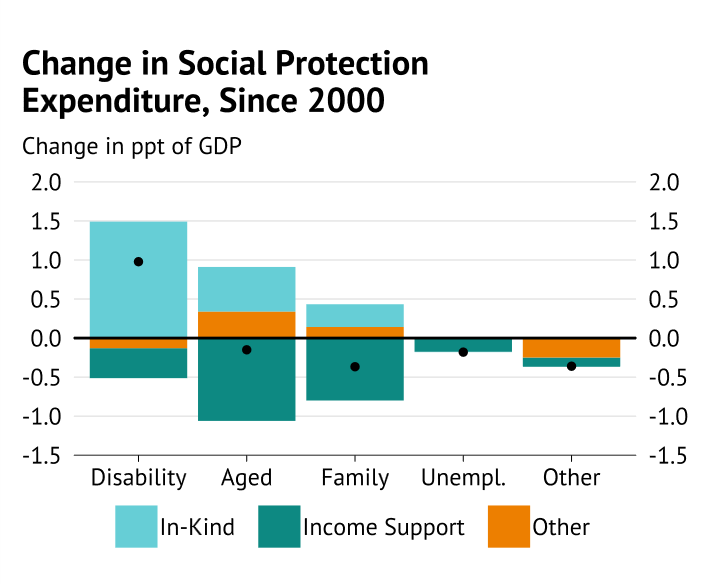 Change in Social Protection
Expenditure, Since 2000
Change in ppt of GDP
2.0 2.0
1.5 1.5
1.0 1.0
0.5 0.5
0.0 0.0
-0.5 -0.5
-1.0 -1.0
-1.5 -1.5
Disability Aged Family Unempl. Other
In-Kind Income Support Other